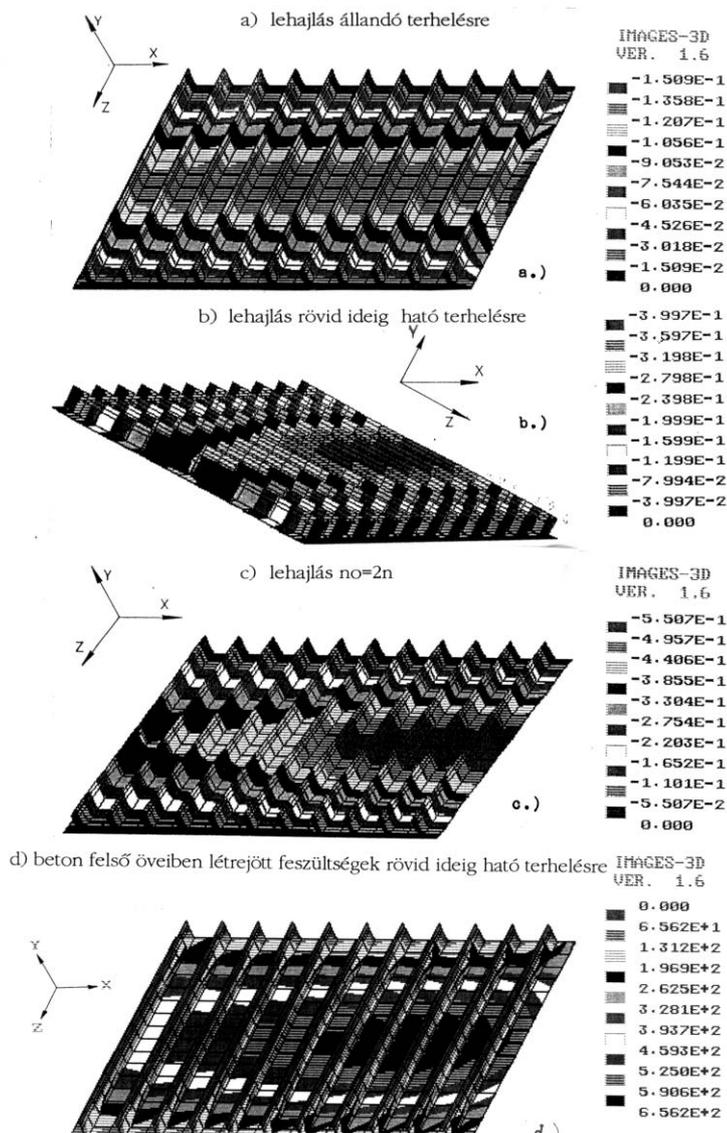 a) lehajlás állandó terhelésre
Y
X
Z
IMAGES-3D
VER. 1.6
-1.509E-1
-1.358E-1
-1.207E-1
-1.056E-1
-9.053E-2
-7.544E-2
-6.035E-2
-4.526E-2
-3.018E-2
-1.509E-2
0.000
a.)
b) lehajlás rövid ideig ható terhelésre
Y
X
Z
-3.997E-1
-3.597E-1
-3.198E-1
-2.798E-1
-2.398E-1
-1.999E-1
-1.599E-1
-1.199E-1
-7.994E-2
-3.997E-2
0.000
b.)
c) lehajlás no=2n
Y
X
Z
IMAGES-3D
VER. 1.6
-5.507E-1
-4.957E-1
-4.406E-1
-3.855E-1
-3.304E-1
-2.754E-1
-2.203E-1
-1.652E-1
-1.101E-1
-5.507E-2
0.000
c.)
d) beton felső öveiben létrejött feszültségek rövid ideig ható terhelésre
IMAGES-3D
VER. 1.6
Y
X
Z
0.000
6.562E+1
1.312E+2
1.969E+2
2.625E+2
3.281E+2
3.937E+2
4.593E+2
5.250E+2
5.906E+2
6.562E+2
d.)